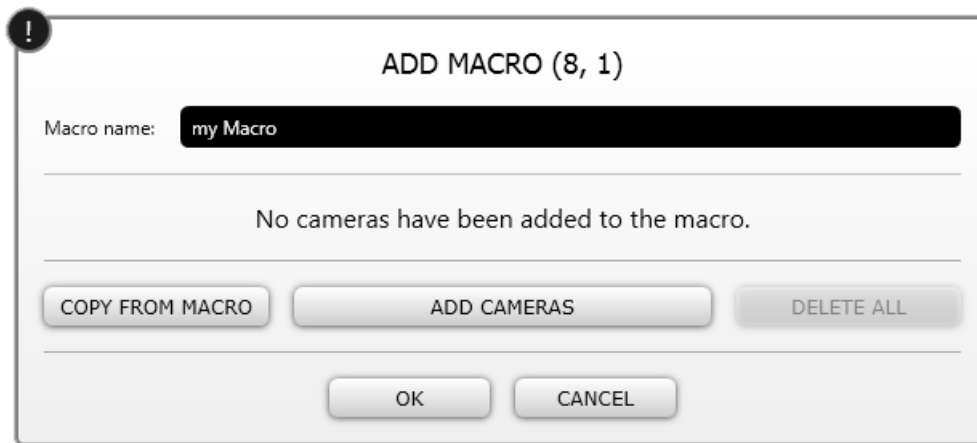 !
ADD MACRO (8, 1)
Macro name: my Macro
No cameras have been added to the macro.
COPY FROM MACRO ADD CAMERAS DELETE ALL
OK CANCEL